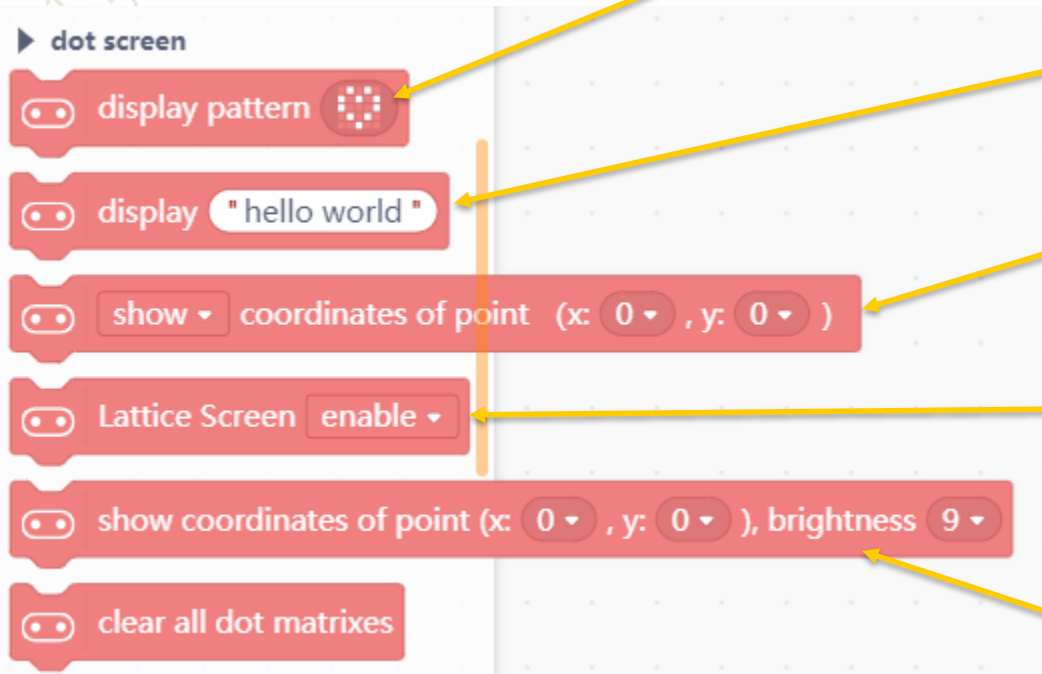 dot screen
display pattern
display "hello world"
show coordinates of point (x: 0 , y: 0 )
Lattice Screen enable
show coordinates of point (x: 0 , y: 0 ), brightness 9
clear all dot matrixes